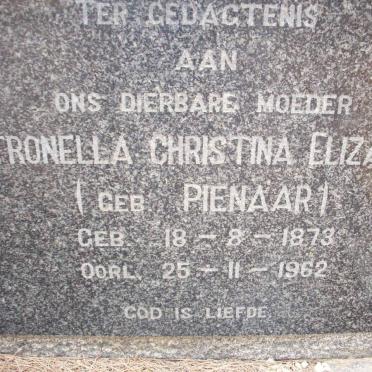 TER GEDAGTENIS
AAN
ONS DIERBARE MOEDER
TRONELLA CHRISTINA ELIZA
(GEB PIENAAR)
GEB. 18 - 8 - 1873
OORL. 25 - 11 - 1962
GOD IS LIEFDE.